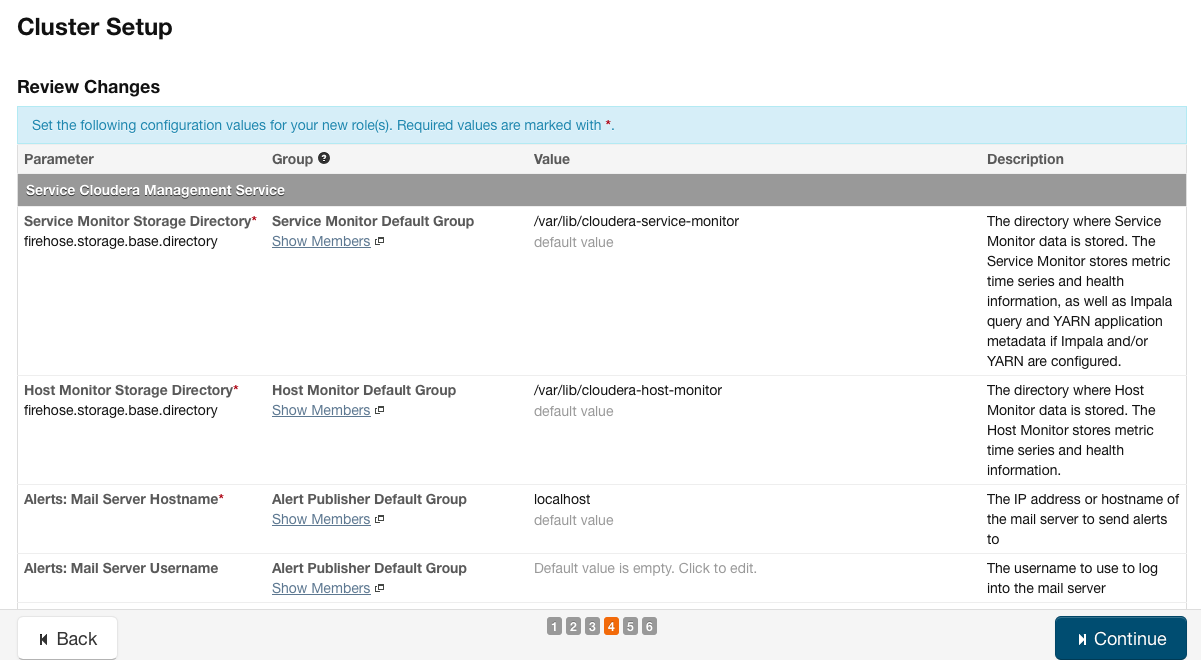 Cluster Setup
Review Changes
Set the following configuration values for your new role(s). Required values are marked with *.
Parameter Group ? Value Description
Service Cloudera Management Service
Service Monitor Storage Directory* Service Monitor Default Group /var/lib/cloudera-service-monitor The directory where Service
firehose.storage.base.directory Show Members default value Monitor data is stored. The
Service Monitor stores metric
time series and health
information, as well as Impala
query and YARN application
metadata if Impala and/or
YARN are configured.
Host Monitor Storage Directory* Host Monitor Default Group /var/lib/cloudera-host-monitor The directory where Host
firehose.storage.base.directory Show Members default value Monitor data is stored. The
Host Monitor stores metric
time series and health
information.
Alerts: Mail Server Hostname* Alert Publisher Default Group localhost The IP address or hostname of
Show Members default value the mail server to send alerts
to
Alerts: Mail Server Username Alert Publisher Default Group Default value is empty. Click to edit. The username to use to log
Show Members into the mail server
Back 1 2 3 4 5 6 Continue